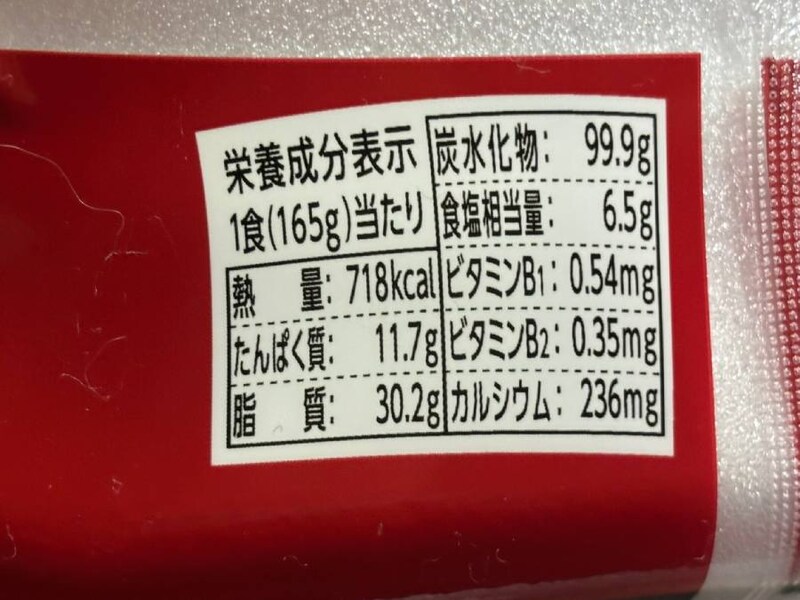 栄養成分表示
1食(165g)当たり
熱量: 718kcal
たんぱく質: 11.7g
脂質: 30.2g
炭水化物: 99.9g
食塩相当量: 6.5g
ビタミンB1: 0.54mg
ビタミンB2: 0.35mg
カルシウム: 236mg